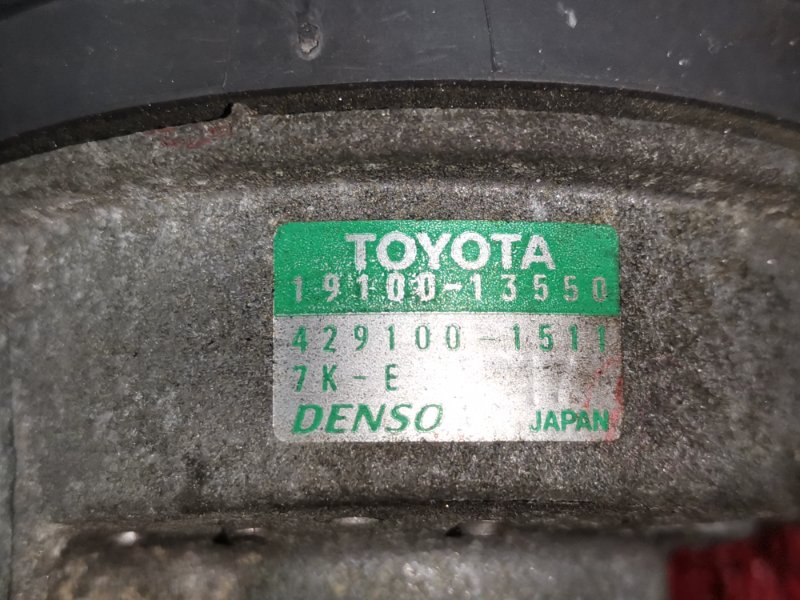 TOYOTA
19100-13550
429100-1511
7K-E
DENSO JAPAN